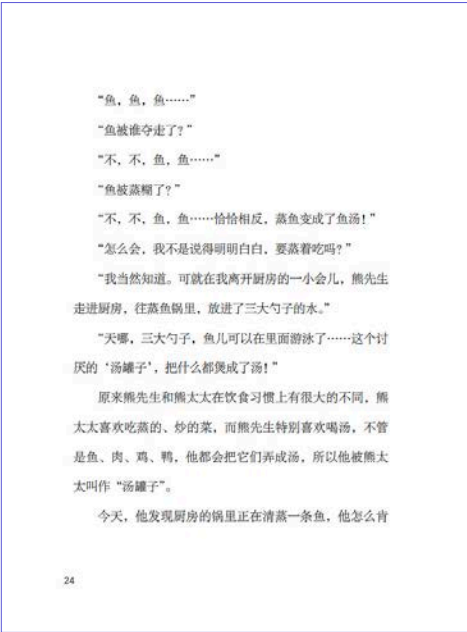 “鱼，鱼，鱼……”
“鱼被谁夺走了？”
“不，不，鱼，鱼……”
“鱼被蒸糊了？”
“不，不，鱼，鱼……恰恰相反，蒸鱼变成了鱼汤！”
“怎么会，我不是说得明明白白，要蒸着吃吗？”
“我当然知道。可就在我离开厨房的一小会儿，熊先生
走进厨房，往蒸鱼锅里，放进了三大勺子的水。”
“天哪，三大勺子，鱼儿可以在里面游泳了……这个讨
厌的‘汤罐子’，把什么都煲成了汤！”
原来熊先生和熊太太在饮食习惯上有很大的不同，熊
太太喜欢吃蒸的、炒的菜，而熊先生特别喜欢喝汤，不管
是鱼、肉、鸡、鸭，他都会把它们弄成汤，所以他被熊太
太叫作“汤罐子”。
今天，他发现厨房的锅里正在清蒸一条鱼，他怎么肯
24